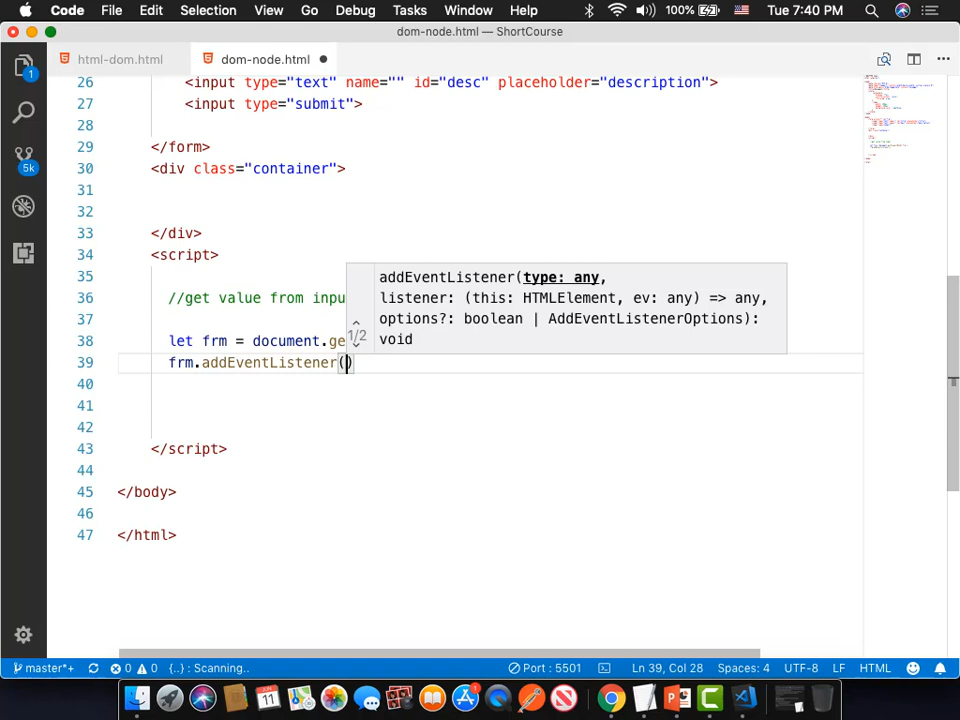 Code File Edit Selection View Go Debug Tasks Window Help 100% Tue 7:40 PM
dom-node.html — ShortCourse
html-dom.html dom-node.html
26 <input type="text" name="" id="desc" placeholder="description">
27 <input type="submit">
28
29 </form>
30 <div class="container">
31
32
33 </div>
34 <script>
35
36 //get value from inpu
37
38 let frm = document.ge
39 frm.addEventListener()
40
41
42
43 </script>
44
45 </body>
46
47 </html>
addEventListener(type: any,
listener: (this: HTMLElement, ev: any) => any,
options?: boolean | AddEventListenerOptions):
void
1/2
1
5k
master*+ 0 0 {..} : Scanning.. Port : 5501 Ln 39, Col 28 Spaces: 4 UTF-8 LF HTML
11